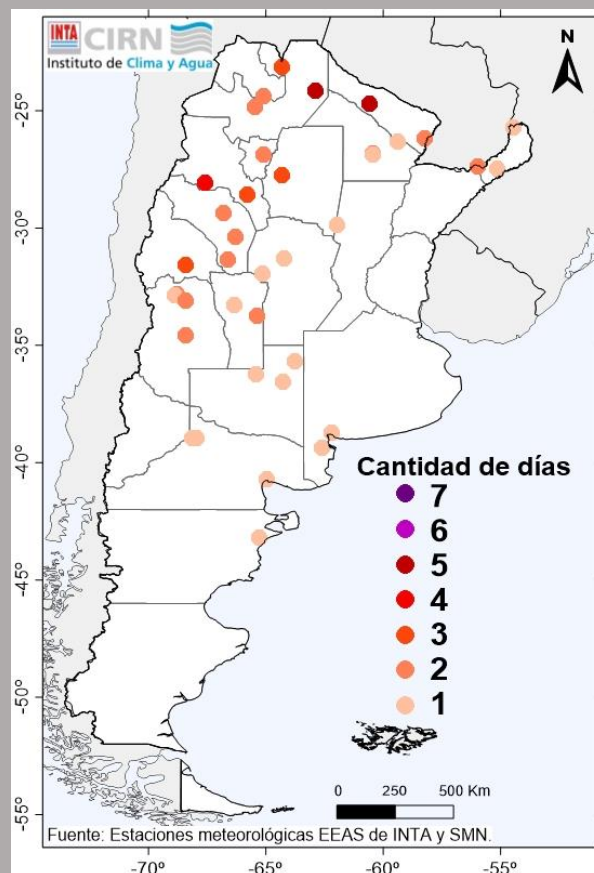 INTA CIRN
Instituto de Clima y Agua
N
-25°
-30°
-35°
-40°
-45°
-50°
-55°
Cantidad de días
7
6
5
4
3
2
1
0 250 500 Km
Fuente: Estaciones meteorológicas EEAS de INTA y SMN.
-70° -65° -60° -55°